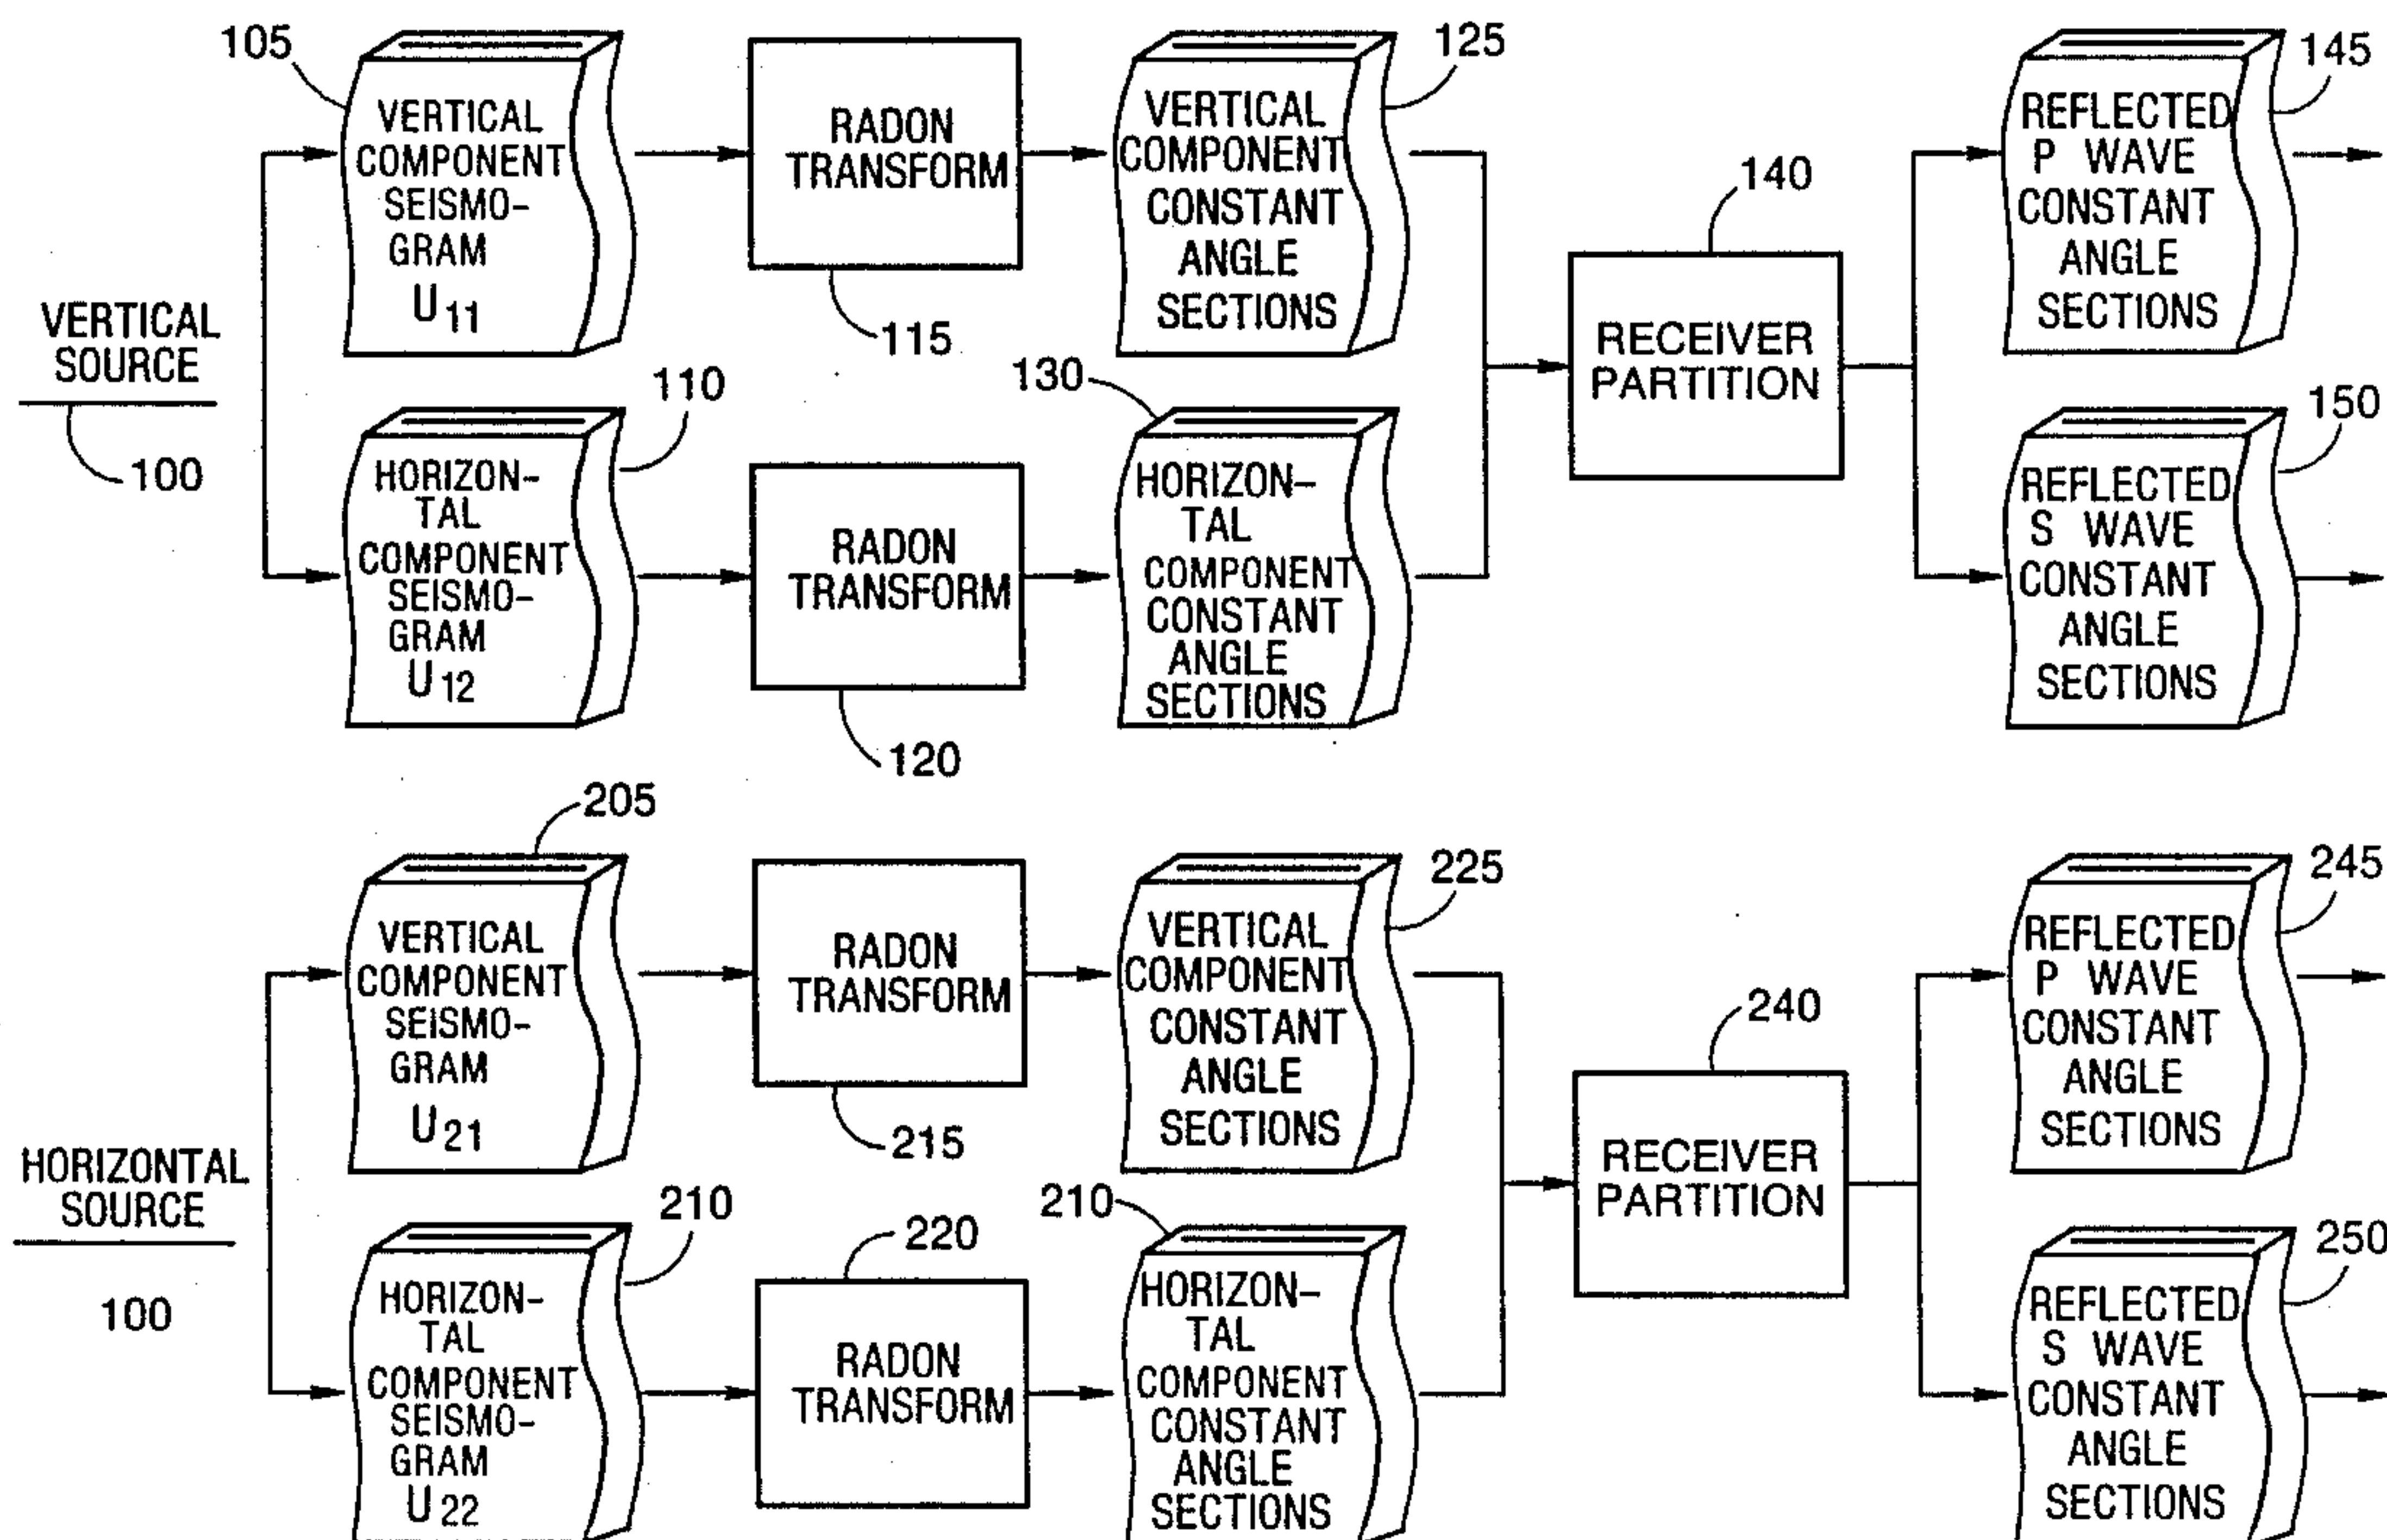 105
VERTICAL
COMPONENT
SEISMO-
GRAM
U11
RADON
TRANSFORM
115
125
VERTICAL
COMPONENT
CONSTANT
ANGLE
SECTIONS
145
REFLECTED
P WAVE
CONSTANT
ANGLE
SECTIONS
VERTICAL
SOURCE
100
140
RECEIVER
PARTITION
110
HORIZON-
TAL
COMPONENT
SEISMO-
GRAM
U12
RADON
TRANSFORM
120
130
HORIZON-
TAL
COMPONENT
CONSTANT
ANGLE
SECTIONS
150
REFLECTED
S WAVE
CONSTANT
ANGLE
SECTIONS
205
VERTICAL
COMPONENT
SEISMO-
GRAM
U21
RADON
TRANSFORM
215
225
VERTICAL
COMPONENT
CONSTANT
ANGLE
SECTIONS
245
REFLECTED
P WAVE
CONSTANT
ANGLE
SECTIONS
HORIZONTAL
SOURCE
100
240
RECEIVER
PARTITION
210
HORIZON-
TAL
COMPONENT
SEISMO-
GRAM
U22
220
RADON
TRANSFORM
210
HORIZON-
TAL
COMPONENT
CONSTANT
ANGLE
SECTIONS
250
REFLECTED
S WAVE
CONSTANT
ANGLE
SECTIONS